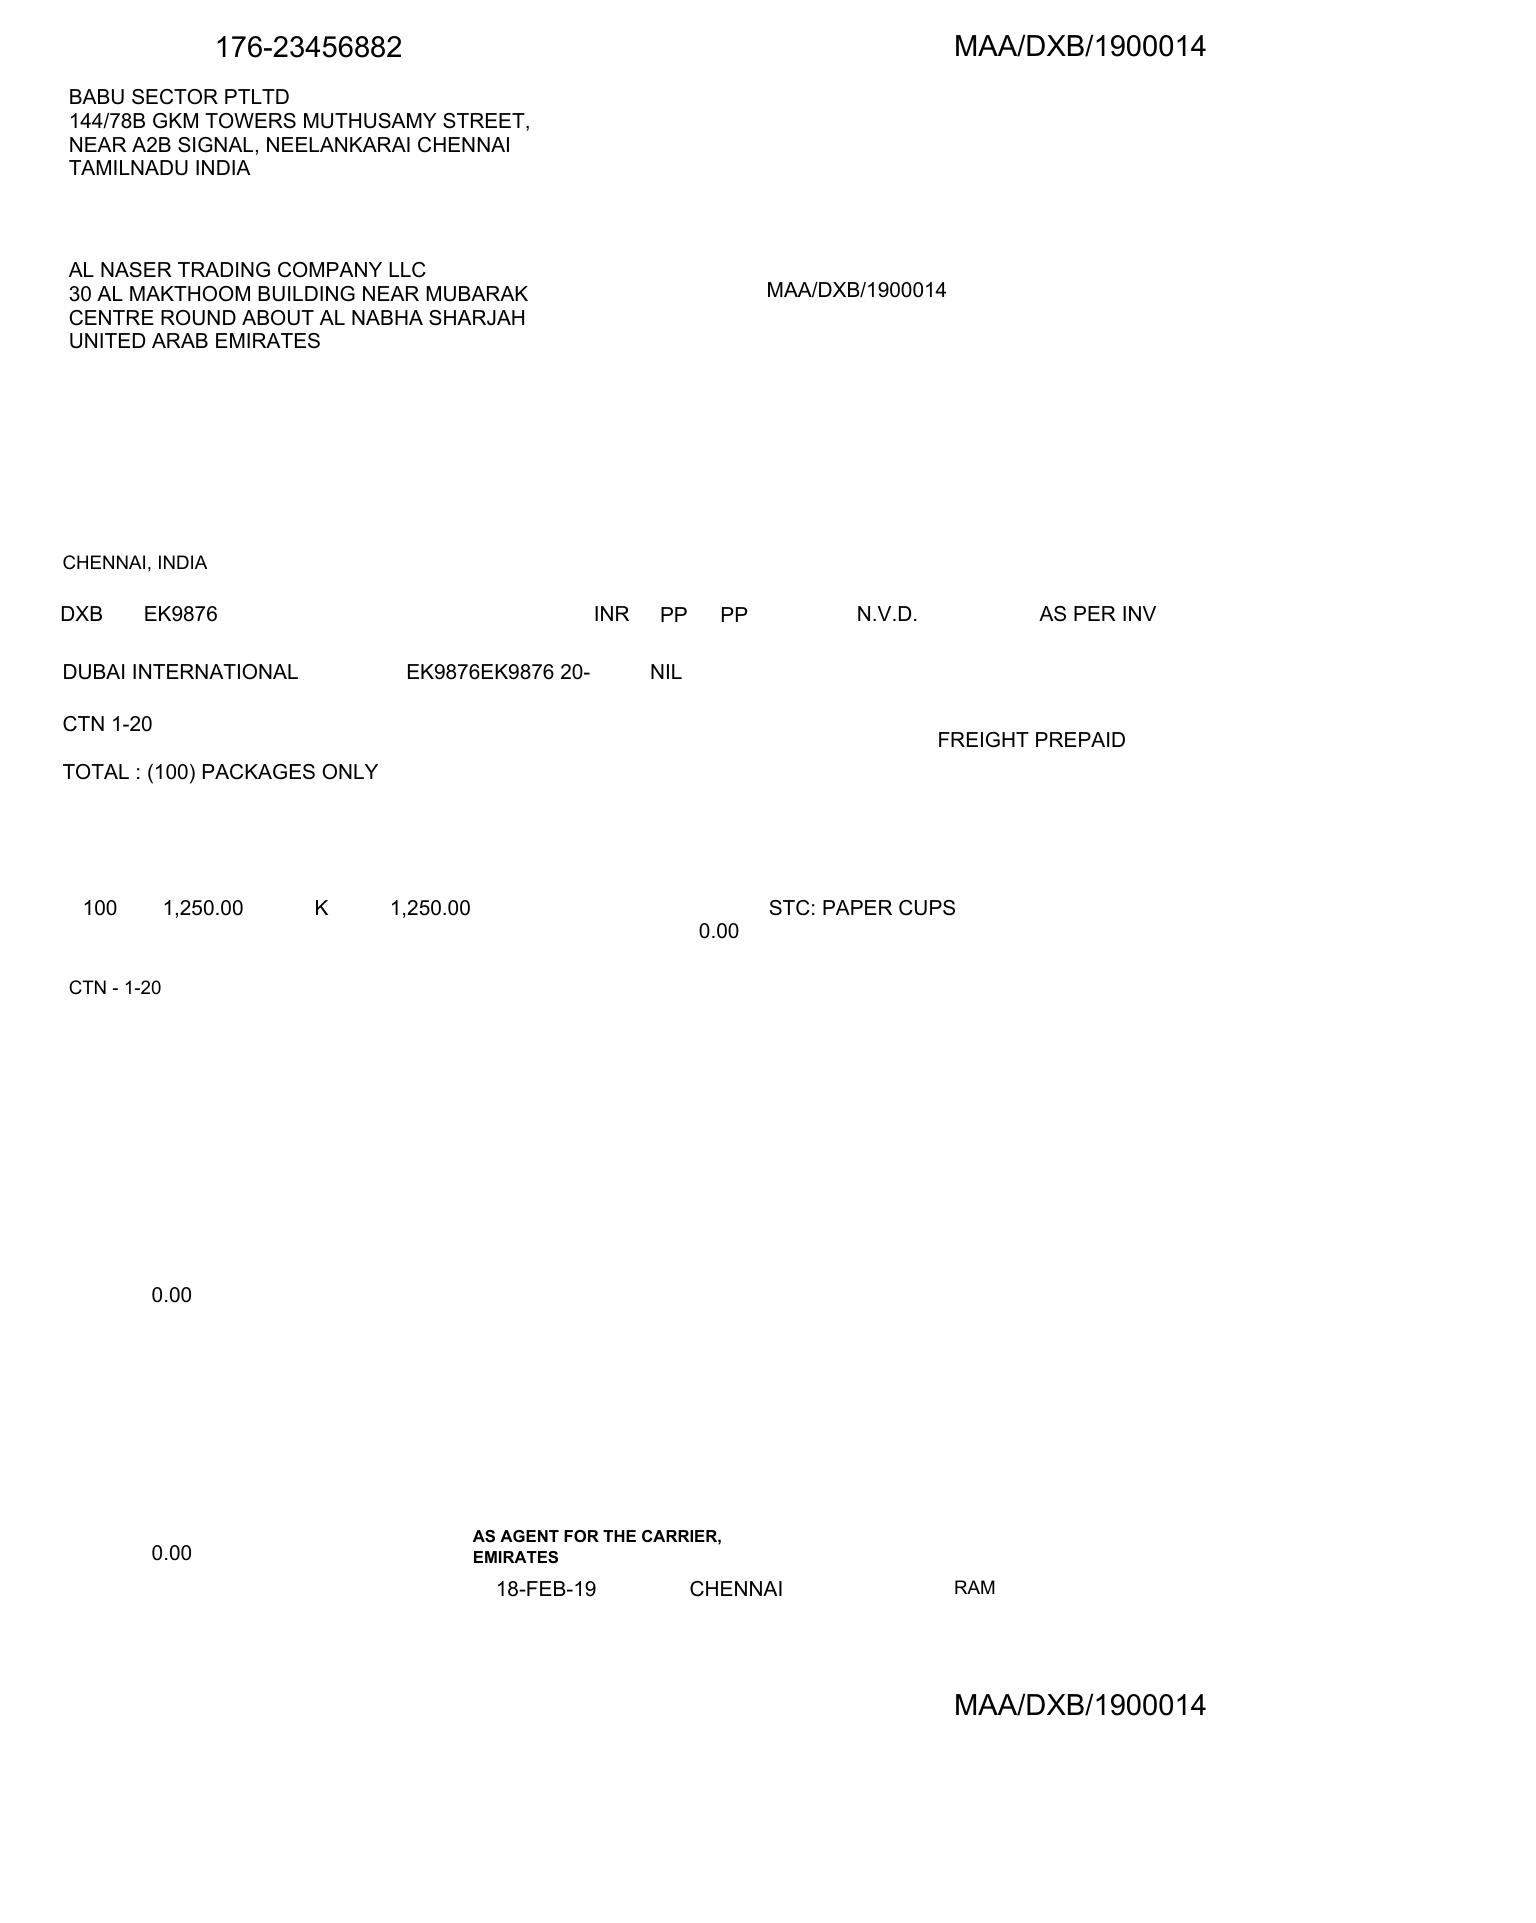 176-23456882 MAA/DXB/1900014
BABU SECTOR PTLTD
144/78B GKM TOWERS MUTHUSAMY STREET,
NEAR A2B SIGNAL, NEELANKARAI CHENNAI
TAMILNADU INDIA
AL NASER TRADING COMPANY LLC
30 AL MAKTHOOM BUILDING NEAR MUBARAK
CENTRE ROUND ABOUT AL NABHA SHARJAH
UNITED ARAB EMIRATES
MAA/DXB/1900014
CHENNAI, INDIA
DXB EK9876 INR PP PP N.V.D. AS PER INV
DUBAI INTERNATIONAL EK9876EK9876 20- NIL
CTN 1-20
FREIGHT PREPAID
TOTAL : (100) PACKAGES ONLY
100 1,250.00 K 1,250.00 STC: PAPER CUPS
0.00
CTN - 1-20
0.00
AS AGENT FOR THE CARRIER,
0.00 EMIRATES
18-FEB-19 CHENNAI RAM
MAA/DXB/1900014